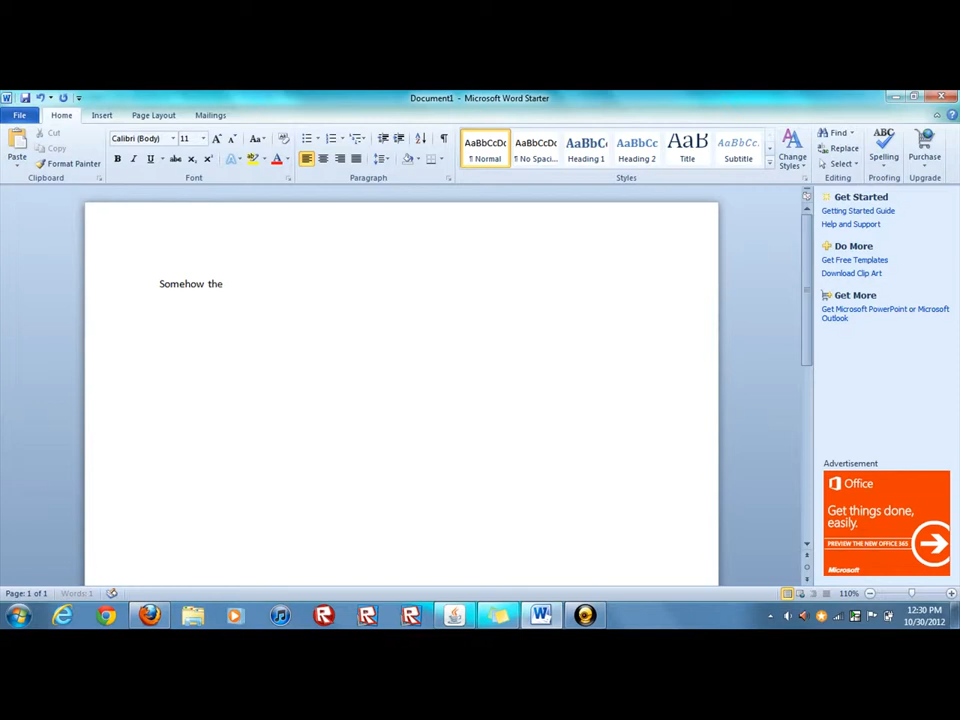 Document1 - Microsoft Word Starter
File Home Insert Page Layout Mailings
Paste
Cut
Copy
Format Painter
Clipboard
Calibri (Body) 11
Font
Paragraph
AaBbCcDc AaBbCcDc AaBbCc AaBbCc AaB AaBbCc.
¶ Normal ¶ No Spaci... Heading 1 Heading 2 Title Subtitle
Change Styles
Styles
Find
Replace
Select
Editing
ABC
Spelling
Proofing
Purchase
Upgrade
Somehow the
Get Started
Getting Started Guide
Help and Support
Do More
Get Free Templates
Download Clip Art
Get More
Get Microsoft PowerPoint or Microsoft
Outlook
Advertisement
Office
Get things done,
easily.
PREVIEW THE NEW OFFICE 365
Microsoft
Page: 1 of 1 Words: 1
110%
12:30 PM
10/30/2012